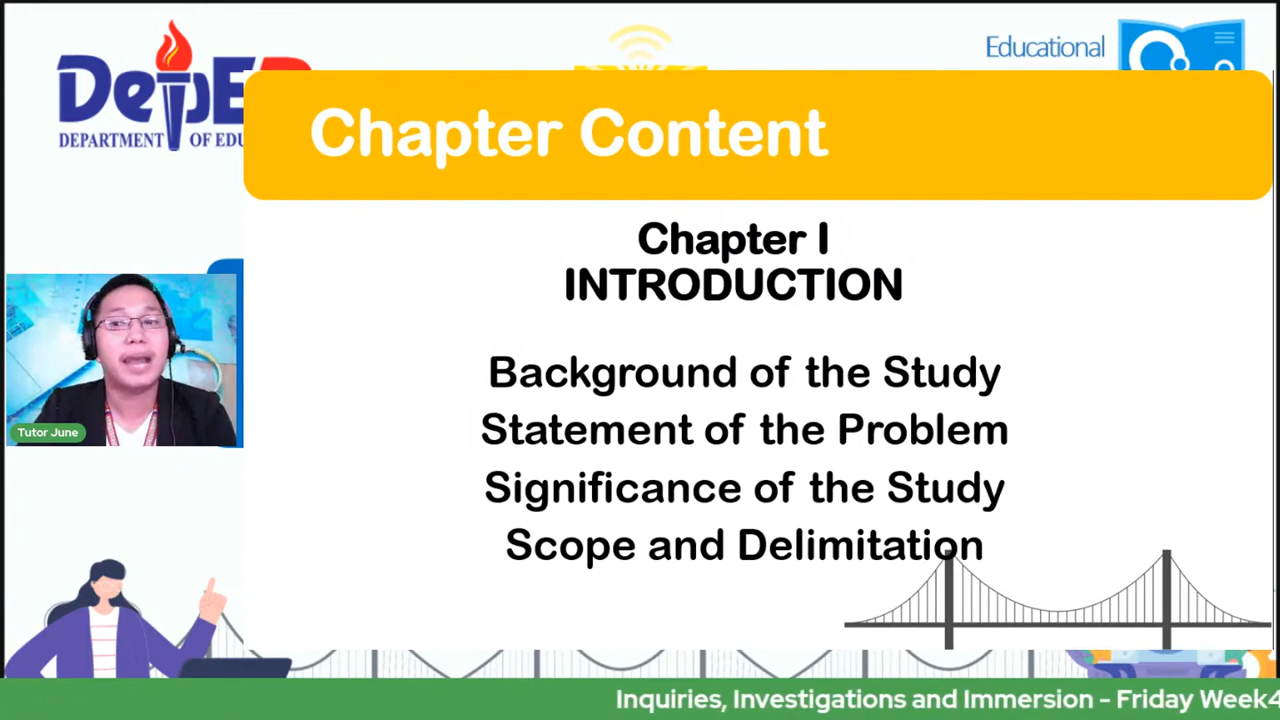 DepE
DEPARTMENT OF EDU
Educational
Chapter Content
Chapter I
INTRODUCTION
Background of the Study
Statement of the Problem
Significance of the Study
Scope and Delimitation
Tutor June
Inquiries, Investigations and Immersion - Friday Week4